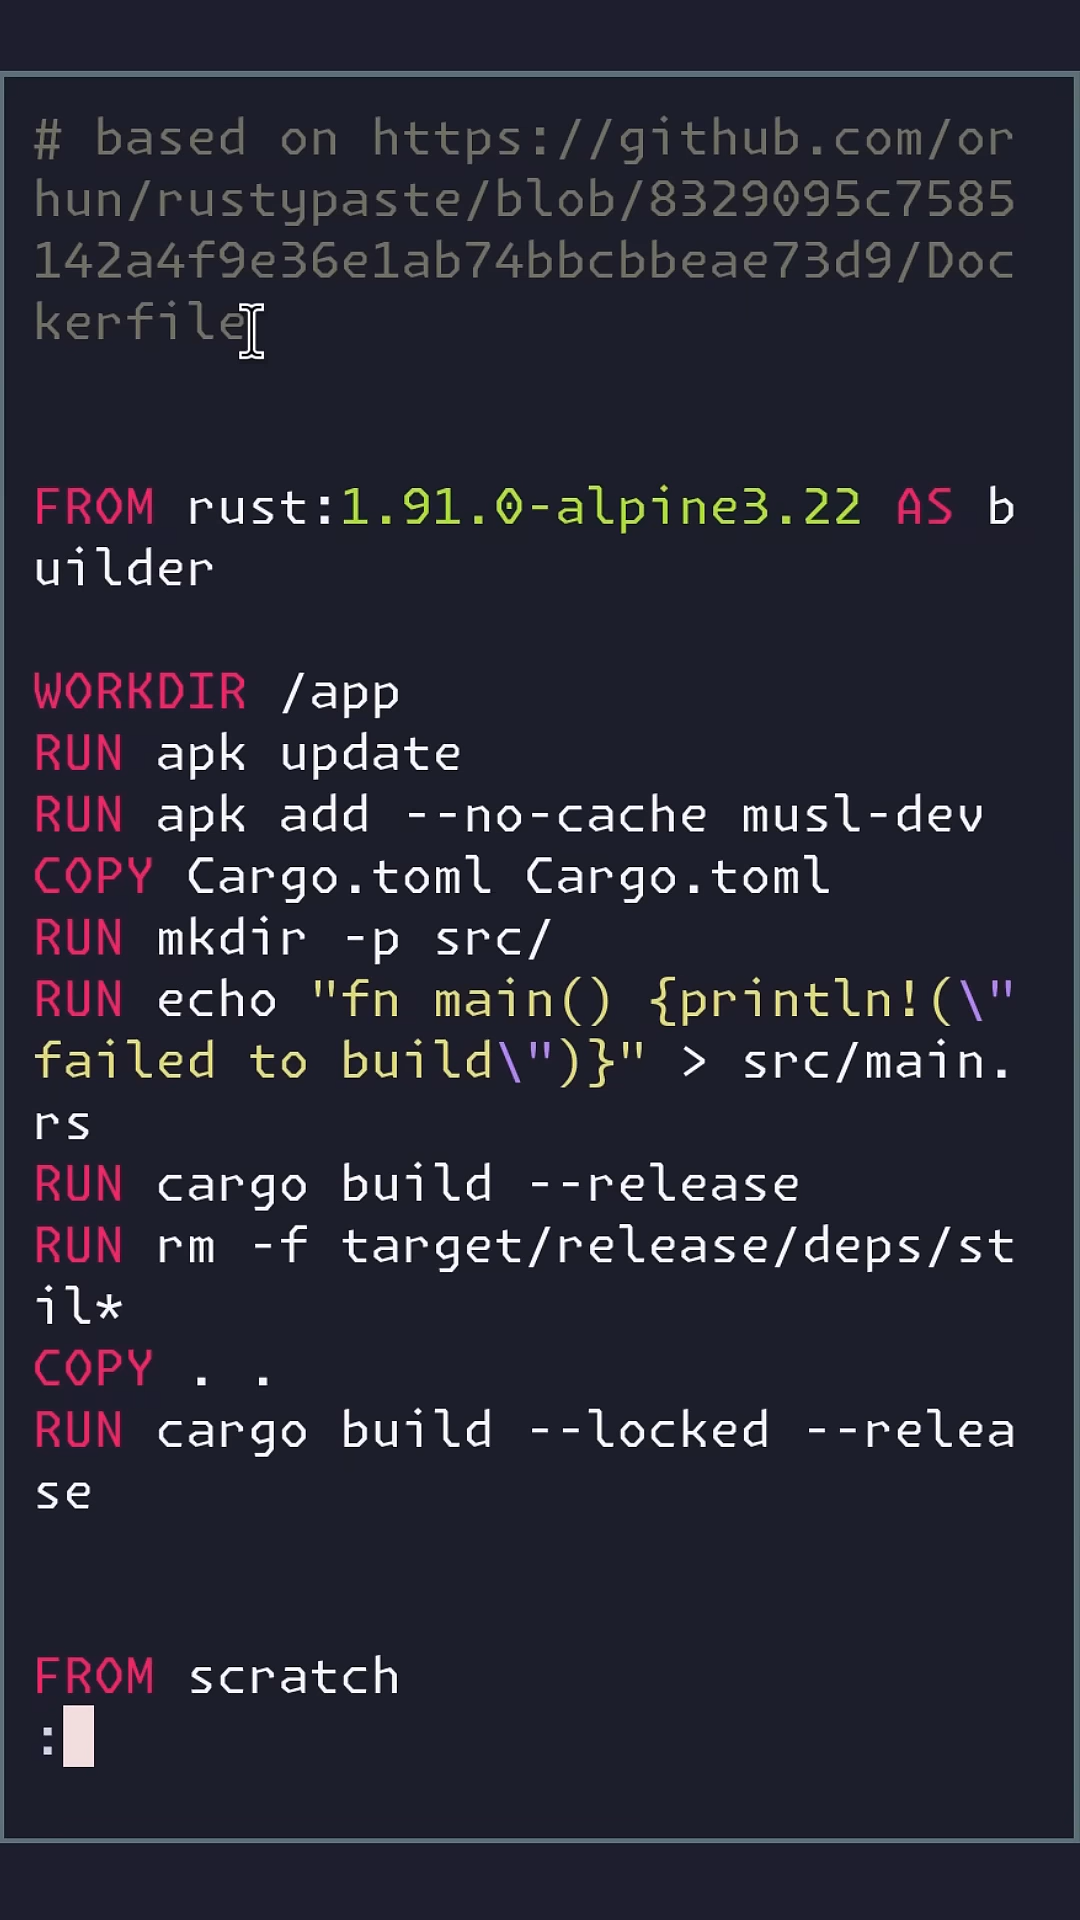 # based on https://github.com/or
hun/rustypaste/blob/8329095c7585
142a4f9e36e1ab74bbcbbeae73d9/Doc
kerfile
FROM rust:1.91.0-alpine3.22 AS b
uilder
WORKDIR /app
RUN apk update
RUN apk add --no-cache musl-dev
COPY Cargo.toml Cargo.toml
RUN mkdir -p src/
RUN echo "fn main() {println!(\"
failed to build\")}" > src/main.
rs
RUN cargo build --release
RUN rm -f target/release/deps/st
il*
COPY . .
RUN cargo build --locked --relea
se
FROM scratch
: